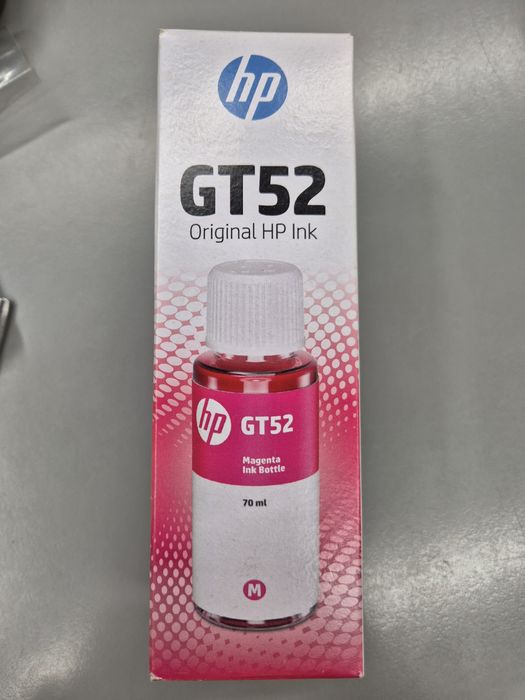 hp
GT52
Original HP Ink
hp GT52
Magenta
Ink Bottle
70 ml
M